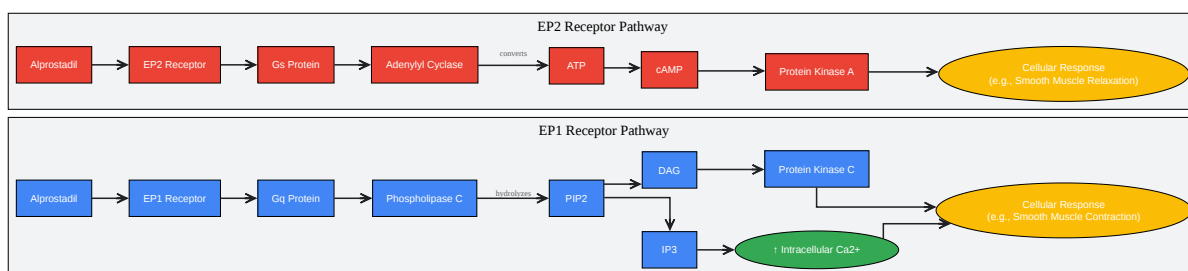 EP2 Receptor Pathway
Alprostadil
EP2 Receptor
Gs Protein
Adenylyl Cyclase
converts
ATP
cAMP
Protein Kinase A
Cellular Response
(e.g., Smooth Muscle Relaxation)
EP1 Receptor Pathway
Alprostadil
EP1 Receptor
Gq Protein
Phospholipase C
hydrolyzes
PIP2
DAG
Protein Kinase C
IP3
↑ Intracellular Ca2+
Cellular Response
(e.g., Smooth Muscle Contraction)